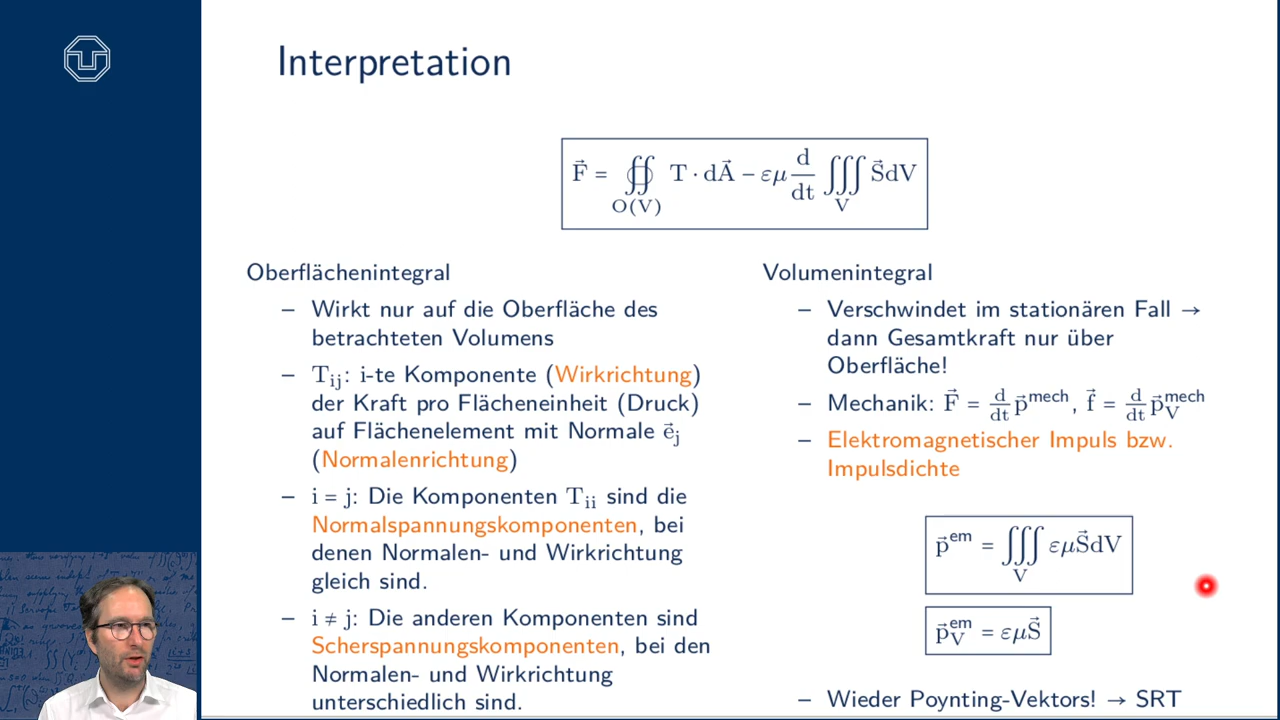 Interpretation
F⃗ = ∯ T · dA⃗ − εμ d/dt ∭ S⃗dV
O(V) V
Oberflächenintegral
– Wirkt nur auf die Oberfläche des
betrachteten Volumens
– Tᵢⱼ: i-te Komponente (Wirkrichtung)
der Kraft pro Flächeneinheit (Druck)
auf Flächenelement mit Normale e⃗ⱼ
(Normalenrichtung)
– i = j: Die Komponenten Tᵢᵢ sind die
Normalspannungskomponenten, bei
denen Normalen- und Wirkrichtung
gleich sind.
– i ≠ j: Die anderen Komponenten sind
Scherspannungskomponenten, bei den
Normalen- und Wirkrichtung
unterschiedlich sind.
Volumenintegral
– Verschwindet im stationären Fall →
dann Gesamtkraft nur über
Oberfläche!
– Mechanik: F⃗ = d/dt p⃗^mech, f⃗ = d/dt p⃗_V^mech
– Elektromagnetischer Impuls bzw.
Impulsdichte
p⃗^em = ∭ εμS⃗dV
V
p⃗_V^em = εμS⃗
– Wieder Poynting-Vektors! → SRT